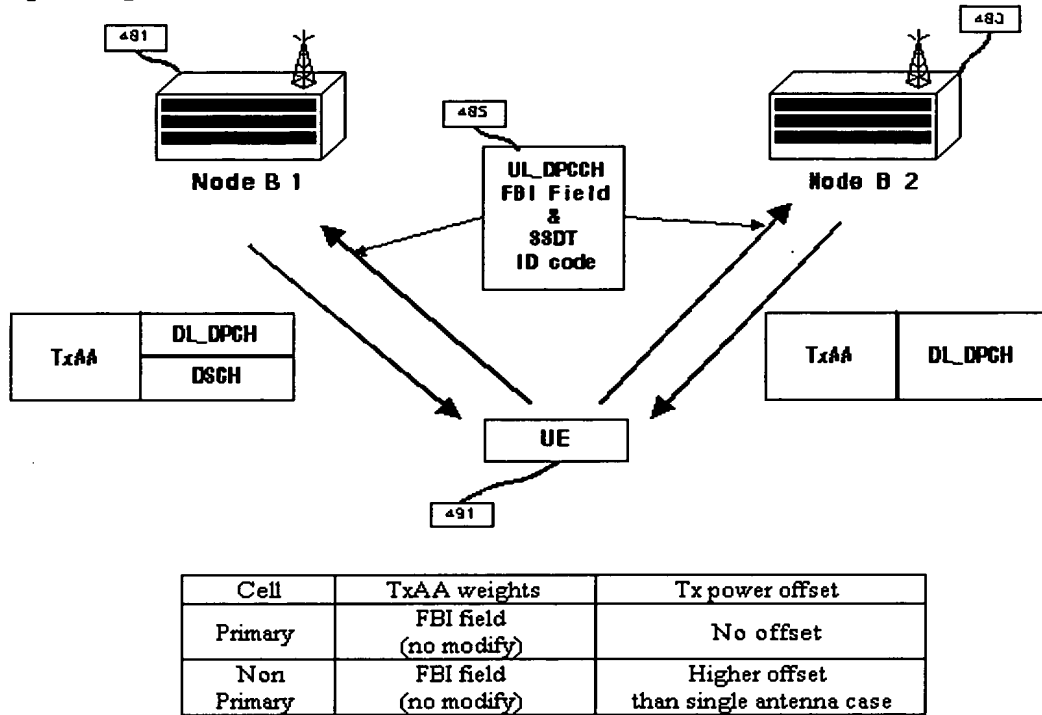 481
483
485
UL_DPCCH
FBI Field
&
SSDT
ID code
Node B 1
Node B 2
TxAA
DL_DPCH
DSCH
TxAA
DL_DPCH
UE
491
Cell
TxAA weights
Tx power offset
Primary
FBI field
(no modify)
No offset
Non
Primary
FBI field
(no modify)
Higher offset
than single antenna case